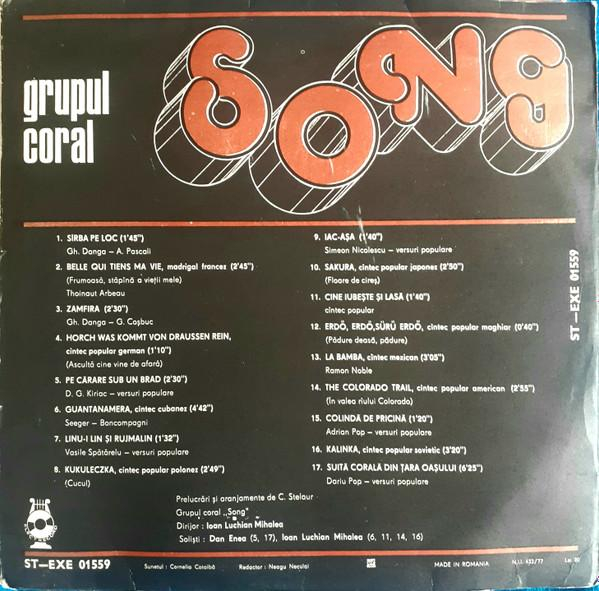 grupul
coral
SONG
1. SÎRBA PE LOC (1'45")
Gh. Danga – A. Pascali
2. BELLE QUI TIENS MA VIE, madrigal francez (2'45")
(Frumoasă, stăpînă a vieții mele)
Thoinaut Arbeau
3. ZAMFIRA (2'30")
Gh. Danga – G. Coșbuc
4. HORCH WAS KOMMT VON DRAUSSEN REIN,
cîntec popular german (1'10")
(Ascultă cine vine de afară)
5. PE CARARE SUB UN BRAD (2'30")
D. G. Kiriac – versuri populare
6. GUANTANAMERA, cîntec cubanez (4'42")
Seeger – Boncompagni
7. LINU-I LIN ȘI RUJMALIN (1'32")
Vasile Spătărelu – versuri populare
8. KUKULECZKA, cîntec popular polonez (2'49")
(Cucul)
9. IAC-AȘA (1'40")
Simeon Nicolescu – versuri populare
10. SAKURA, cîntec popular japonez (2'50")
(Floare de cireș)
11. CINE IUBEȘTE ȘI LASĂ (1'40")
cîntec popular
12. ERDŐ, ERDŐ, SŰRŰ ERDŐ, cîntec popular maghiar (0'40")
(Pădure deasă, pădure)
13. LA BAMBA, cîntec mexican (3'05")
Ramon Noble
14. THE COLORADO TRAIL, cîntec popular american (2'55")
(În valea rîului Colorado)
15. COLINDĂ DE PRICINĂ (1'20")
Adrian Pop – versuri populare
16. KALINKA, cîntec popular sovietic (3'20")
17. SUITĂ CORALĂ DIN ȚARA OAȘULUI (6'25")
Dariu Pop – versuri populare
ST–EXE 01559
Prelucrări și aranjamente de C. Stelaur
Grupul coral „Song"
Dirijor : Ioan Luchian Mihalea
Soliști : Dan Enea (5, 17), Ioan Luchian Mihalea (6, 11, 14, 16)
ST–EXE 01559
Sunetul : Cornelia Cotoibă
Redactor : Neagu Neculai
MADE IN ROMANIA
N.I.I. 433/77
Lei 20